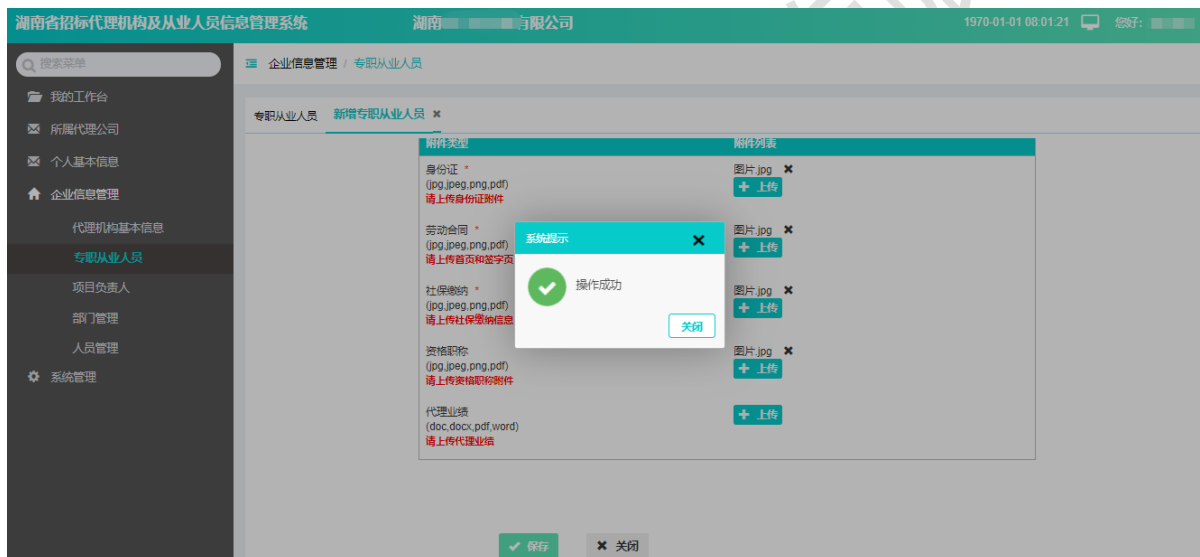 湖南省招标代理机构及从业人员信息管理系统 湖南 有限公司 1970-01-01 08:01:21 您好:
搜索菜单
企业信息管理 / 专职从业人员
我的工作台
所属代理公司
个人基本信息
企业信息管理
代理机构基本信息
专职从业人员
项目负责人
部门管理
人员管理
系统管理
专职从业人员 新增专职从业人员
附件类型 附件列表
身份证 * 图片.jpg
(jpg,jpeg,png,pdf) 上传
请上传身份证附件
劳动合同 * 图片.jpg
(jpg,jpeg,png,pdf) 上传
请上传首页和签字页
社保缴纳 * 图片.jpg
(jpg,jpeg,png,pdf) 上传
请上传社保缴纳信息
资格职称 图片.jpg
(jpg,jpeg,png,pdf) 上传
请上传资格职称附件
代理业绩 上传
(doc,docx,pdf,word)
请上传代理业绩
系统提示
操作成功
关闭
保存 关闭